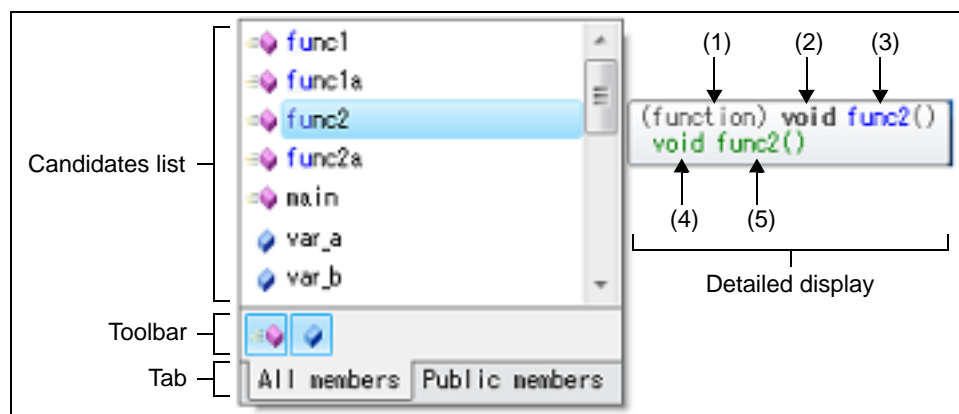 func1
func1a
func2
func2a
main
var_a
var_b
Candidates list
Toolbar
Tab
All members Public members
(1) (2) (3)
(function) void func2()
void func2()
(4) (5)
Detailed display